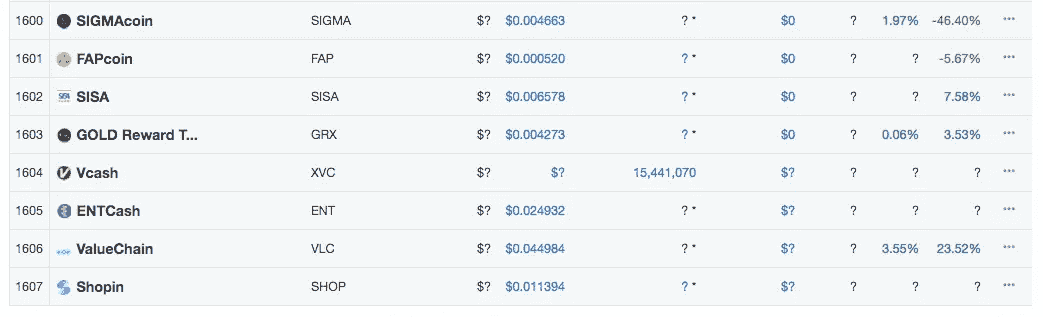 1600 SIGMAcoin SIGMA $? $0.004663 ? * $0 ? 1.97% -46.40% ...
1601 FAPcoin FAP $? $0.000520 ? * $0 ? ? -5.67% ...
1602 SISA SISA $? $0.006578 ? * $0 ? ? 7.58% ...
1603 GOLD Reward T... GRX $? $0.004273 ? * $0 ? 0.06% 3.53% ...
1604 Vcash XVC $? $? 15,441,070 $? ? ? ? ...
1605 ENTCash ENT $? $0.024932 ? * $? ? ? ? ...
1606 ValueChain VLC $? $0.044984 ? * $? ? 3.55% 23.52% ...
1607 Shopin SHOP $? $0.011394 ? * $? ? ? ? ...